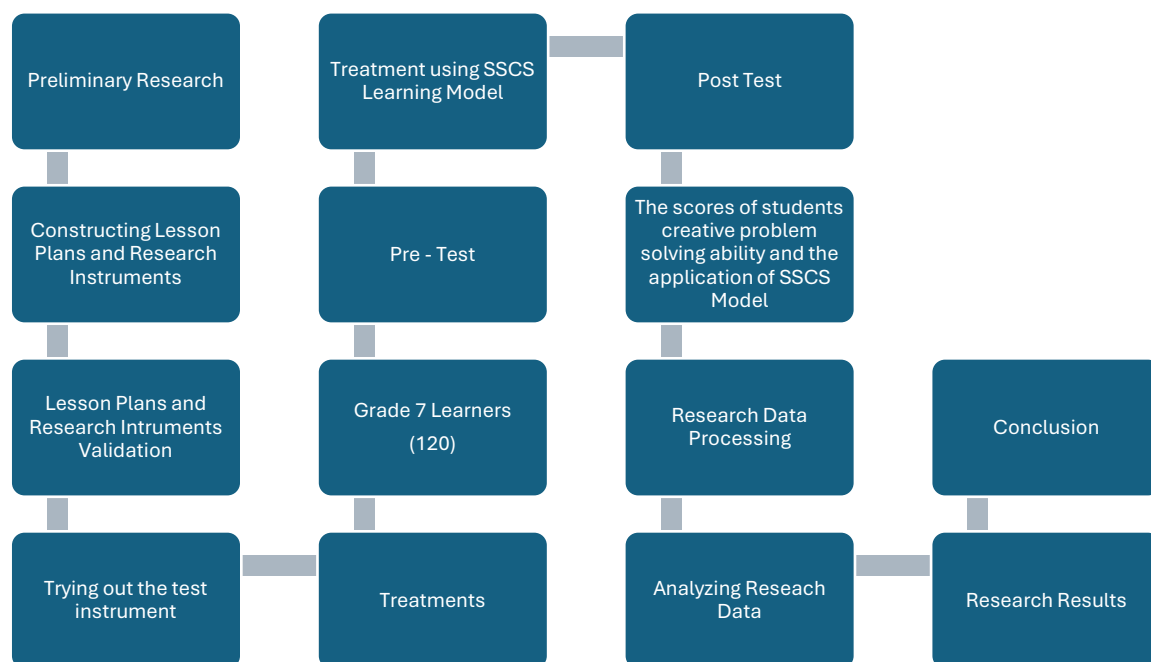 Preliminary Research
Constructing Lesson
Plans and Research
Instruments
Lesson Plans and
Research Intruments
Validation
Trying out the test
instrument
Treatments
Grade 7 Learners
(120)
Pre - Test
Treatment using SSCS
Learning Model
Post Test
The scores of students
creative problem
solving ability and the
application of SSCS
Model
Research Data
Processing
Analyzing Reseach
Data
Research Results
Conclusion